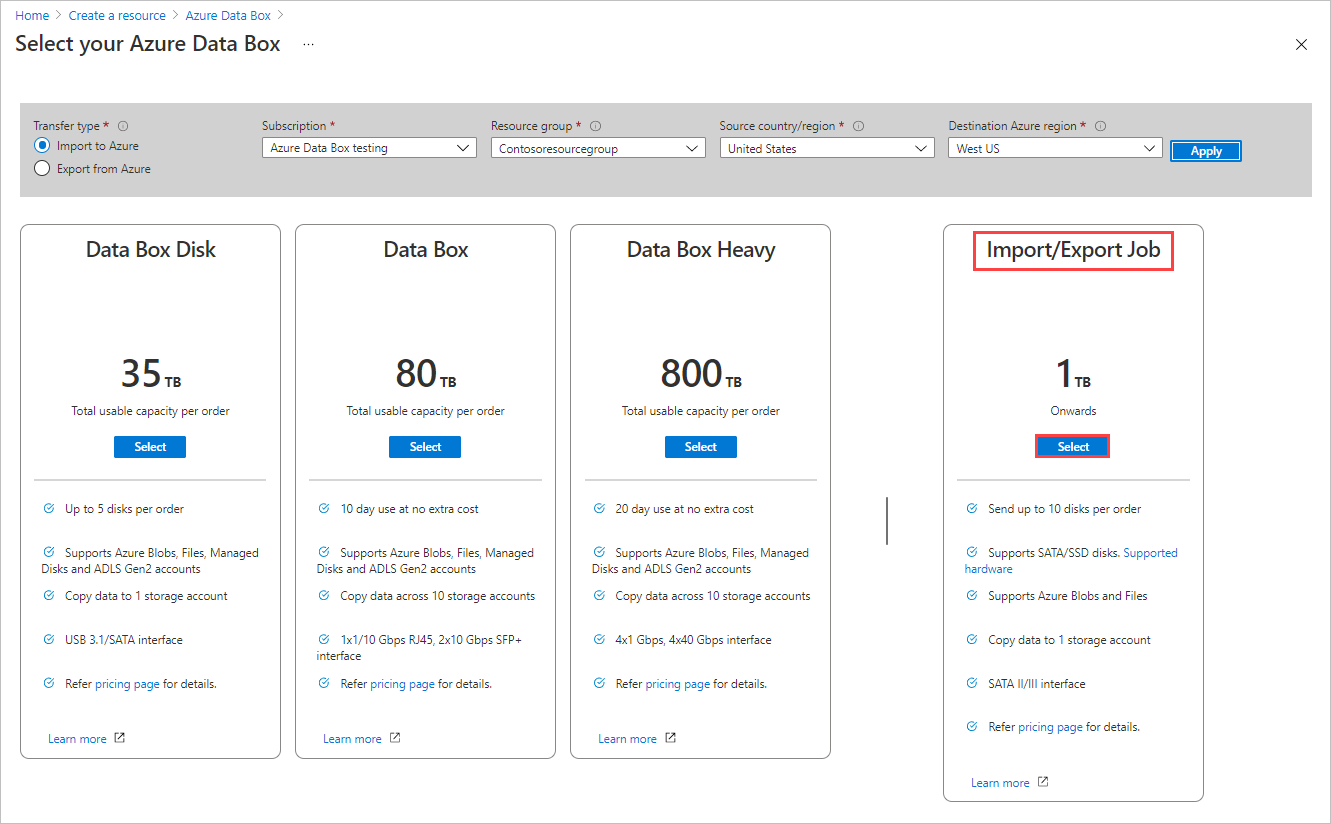 Home > Create a resource > Azure Data Box >
Select your Azure Data Box ...
Transfer type *
Import to Azure
Export from Azure
Subscription *
Azure Data Box testing
Resource group *
Contosoresourcegroup
Source country/region *
United States
Destination Azure region *
West US
Apply
Data Box Disk
35 TB
Total usable capacity per order
Select
Up to 5 disks per order
Supports Azure Blobs, Files, Managed
Disks and ADLS Gen2 accounts
Copy data to 1 storage account
USB 3.1/SATA interface
Refer pricing page for details.
Learn more
Data Box
80 TB
Total usable capacity per order
Select
10 day use at no extra cost
Supports Azure Blobs, Files, Managed
Disks and ADLS Gen2 accounts
Copy data across 10 storage accounts
1x1/10 Gbps RJ45, 2x10 Gbps SFP+
interface
Refer pricing page for details.
Learn more
Data Box Heavy
800 TB
Total usable capacity per order
Select
20 day use at no extra cost
Supports Azure Blobs, Files, Managed
Disks and ADLS Gen2 accounts
Copy data across 10 storage accounts
4x1 Gbps, 4x40 Gbps interface
Refer pricing page for details.
Learn more
Import/Export Job
1 TB
Onwards
Select
Send up to 10 disks per order
Supports SATA/SSD disks. Supported
hardware
Supports Azure Blobs and Files
Copy data to 1 storage account
SATA II/III interface
Refer pricing page for details.
Learn more